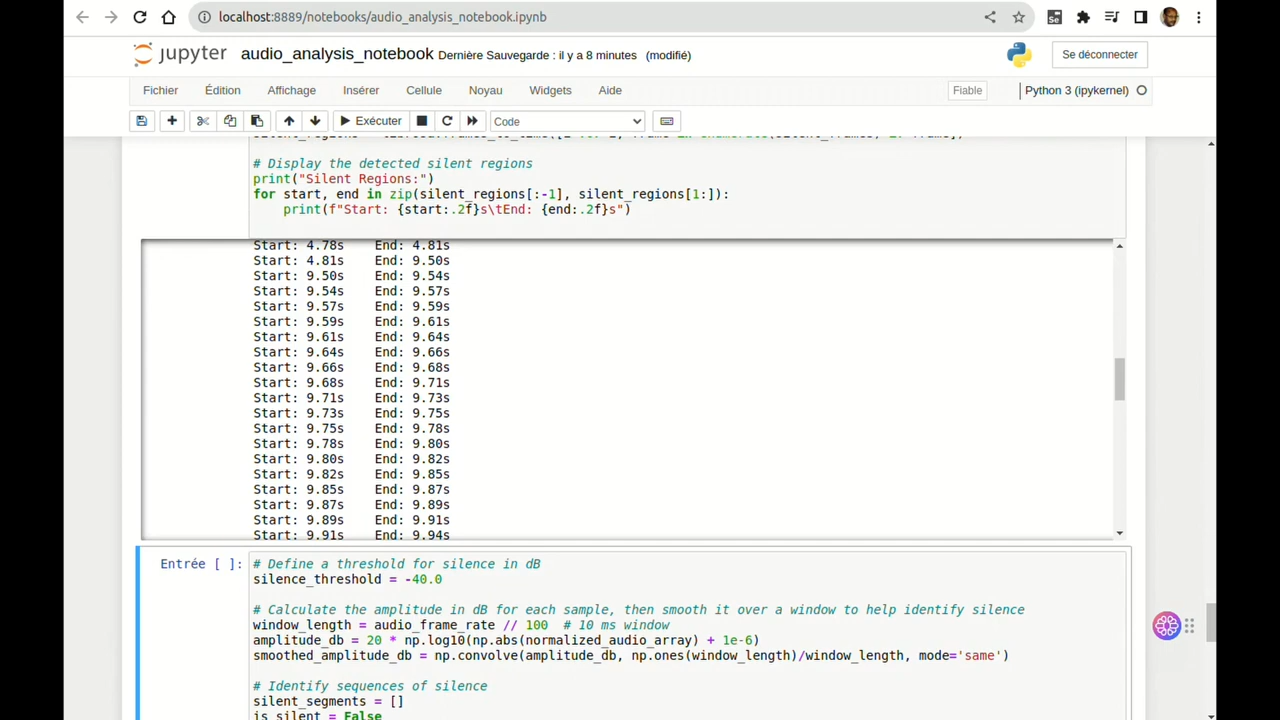 localhost:8889/notebooks/audio_analysis_notebook.ipynb
jupyter audio_analysis_notebook Dernière Sauvegarde : il y a 8 minutes (modifié)
Se déconnecter
Fichier Édition Affichage Insérer Cellule Noyau Widgets Aide
Fiable
Python 3 (ipykernel)
Exécuter
Code
# Display the detected silent regions
print("Silent Regions:")
for start, end in zip(silent_regions[:-1], silent_regions[1:]):
print(f"Start: {start:.2f}s\tEnd: {end:.2f}s")
Start: 4.78s End: 4.81s
Start: 4.81s End: 9.50s
Start: 9.50s End: 9.54s
Start: 9.54s End: 9.57s
Start: 9.57s End: 9.59s
Start: 9.59s End: 9.61s
Start: 9.61s End: 9.64s
Start: 9.64s End: 9.66s
Start: 9.66s End: 9.68s
Start: 9.68s End: 9.71s
Start: 9.71s End: 9.73s
Start: 9.73s End: 9.75s
Start: 9.75s End: 9.78s
Start: 9.78s End: 9.80s
Start: 9.80s End: 9.82s
Start: 9.82s End: 9.85s
Start: 9.85s End: 9.87s
Start: 9.87s End: 9.89s
Start: 9.89s End: 9.91s
Start: 9.91s End: 9.94s
Entrée [ ]:
# Define a threshold for silence in dB
silence_threshold = -40.0
# Calculate the amplitude in dB for each sample, then smooth it over a window to help identify silence
window_length = audio_frame_rate // 100 # 10 ms window
amplitude_db = 20 * np.log10(np.abs(normalized_audio_array) + 1e-6)
smoothed_amplitude_db = np.convolve(amplitude_db, np.ones(window_length)/window_length, mode='same')
# Identify sequences of silence
silent_segments = []
is_silent = False